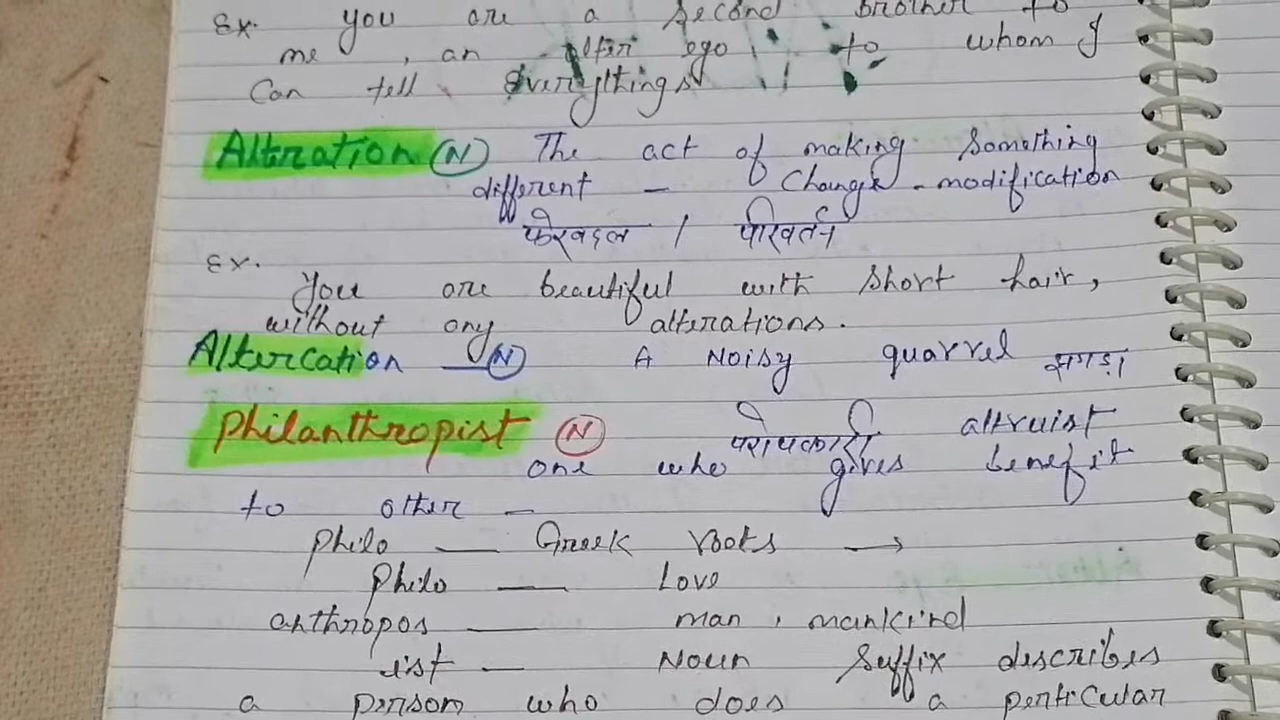 Ex. you are a second brother to
me, an alter ego to whom I
Can tell Everythings
Alteration (N) The act of making something
different - Change - modification
फेरबदल / परिवर्तन
Ex.
You are beautiful with short hair,
without any alterations.
Altercation — (N) A Noisy quarrel झगड़ा
Philanthropist (N) परोपकारी altruist
one who gives benefit
to other -
Philo — Greek roots →
Philo — Love
anthropos — man, mankind
ist - Noun Suffix describes
a person who does a perticular